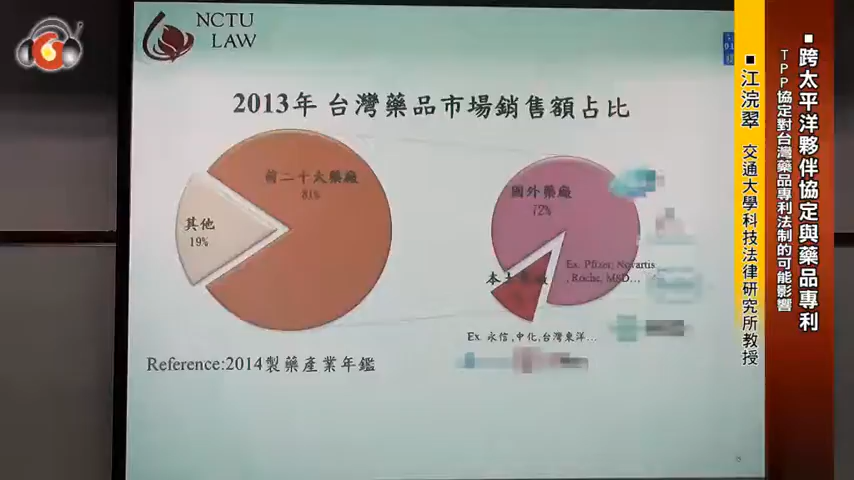 NCTU
LAW
2013年 台灣藥品市場銷售額占比
前二十大藥廠
81%
其他
19%
國外藥廠
72%
Ex. Pfizer, Novartis
, Roche, M&D...
本土
Ex. 永信,中化,台灣東洋...
Reference:2014製藥產業年鑑
■跨太平洋夥伴協定與藥品專利
TPP協定對台灣藥品專利法制的可能影響
■江浣翠 交通大學科技法律研究所教授